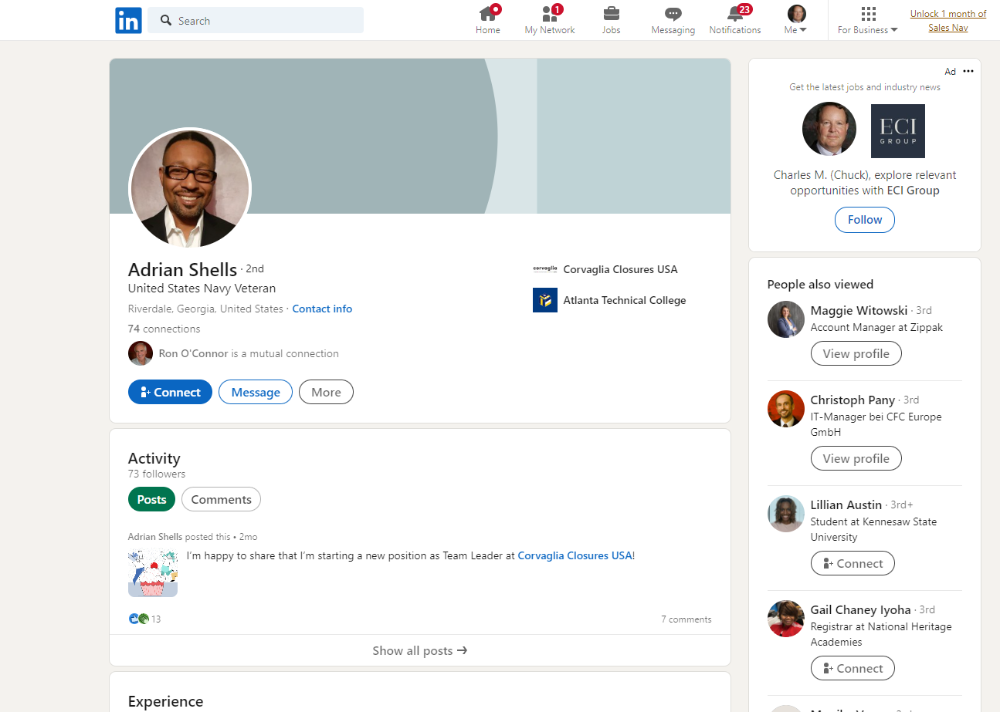 in
Search
Home
1
My Network
Jobs
Messaging
23
Notifications
Me
For Business
Unlock 1 month of
Sales Nav
Adrian Shells · 2nd
United States Navy Veteran
Riverdale, Georgia, United States · Contact info
74 connections
Ron O'Connor is a mutual connection
Connect
Message
More
corvaglia
Corvaglia Closures USA
Atlanta Technical College
Activity
73 followers
Posts
Comments
Adrian Shells posted this • 2mo
I'm happy to share that I'm starting a new position as Team Leader at Corvaglia Closures USA!
13
7 comments
Show all posts →
Experience
Ad
Get the latest jobs and industry news
ECI
GROUP
Charles M. (Chuck), explore relevant
opportunities with ECI Group
Follow
People also viewed
Maggie Witowski · 3rd
Account Manager at Zippak
View profile
Christoph Pany · 3rd
IT-Manager bei CFC Europe
GmbH
View profile
Lillian Austin · 3rd+
Student at Kennesaw State
University
Connect
Gail Chaney Iyoha · 3rd
Registrar at National Heritage
Academies
Connect